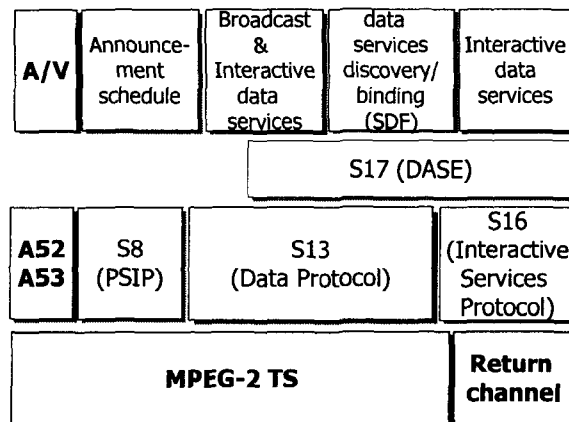 A/V
Announce-
ment
schedule
Broadcast
&
Interactive
data
services
data
services
discovery/
binding
(SDF)
Interactive
data
services
S17 (DASE)
A52
A53
S8
(PSIP)
S13
(Data Protocol)
S16
(Interactive
Services
Protocol)
MPEG-2 TS
Return
channel